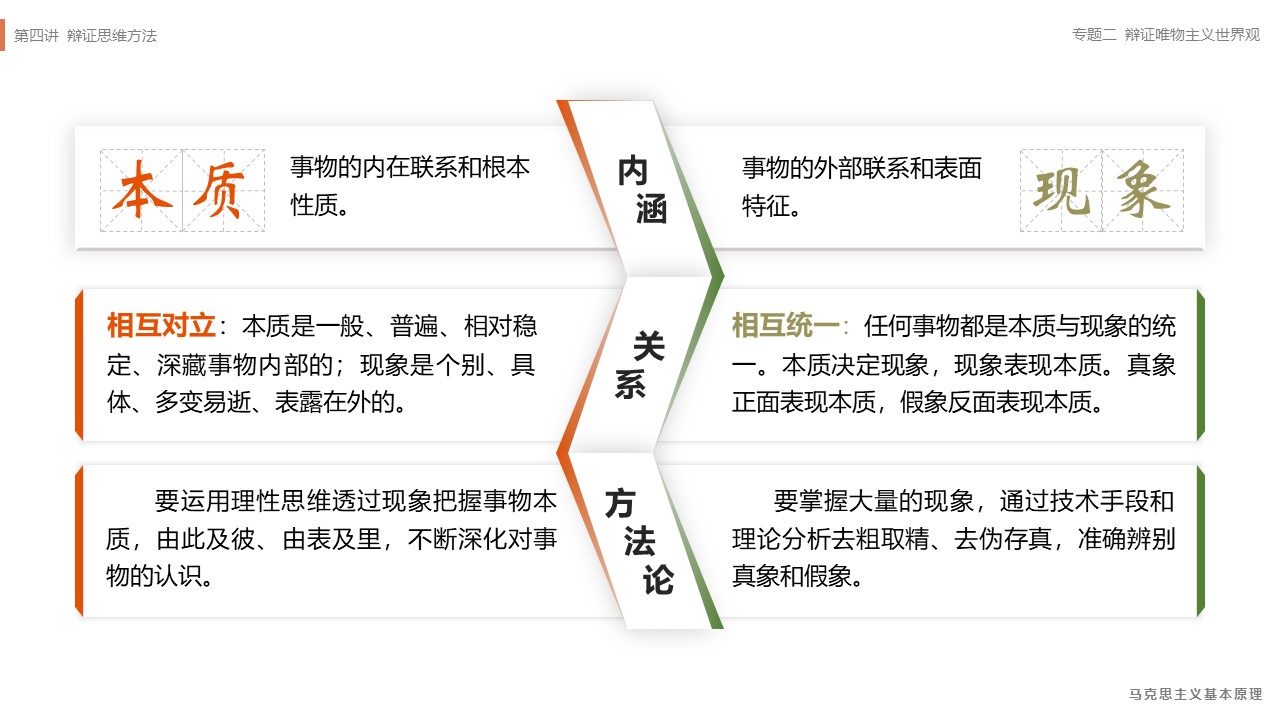 第四讲 辩证思维方法
专题二 辩证唯物主义世界观
本质
事物的内在联系和根本
性质。
内
涵
事物的外部联系和表面
特征。
现象
相互对立：本质是一般、普遍、相对稳
定、深藏事物内部的；现象是个别、具
体、多变易逝、表露在外的。
关
系
相互统一：任何事物都是本质与现象的统
一。本质决定现象，现象表现本质。真象
正面表现本质，假象反面表现本质。
要运用理性思维透过现象把握事物本
质，由此及彼、由表及里，不断深化对事
物的认识。
方
法
论
要掌握大量的现象，通过技术手段和
理论分析去粗取精、去伪存真，准确辨别
真象和假象。
马克思主义基本原理